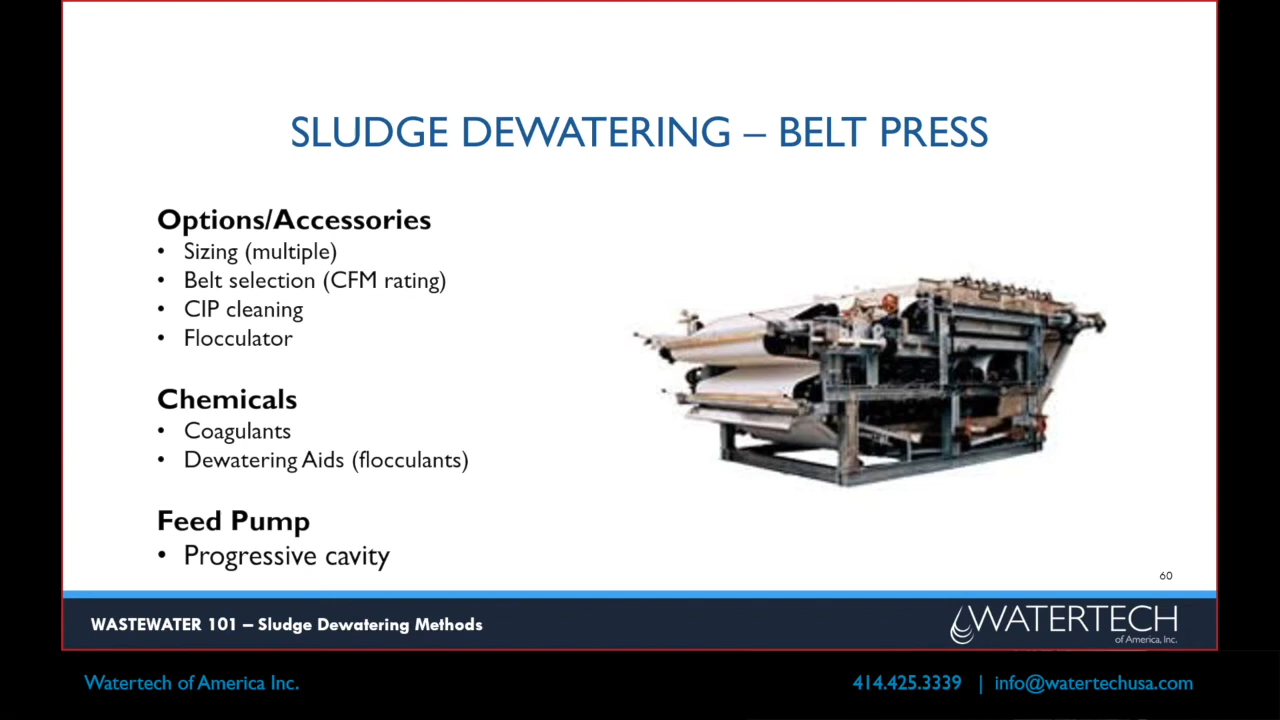 SLUDGE DEWATERING – BELT PRESS
Options/Accessories
• Sizing (multiple)
• Belt selection (CFM rating)
• CIP cleaning
• Flocculator
Chemicals
• Coagulants
• Dewatering Aids (flocculants)
Feed Pump
• Progressive cavity
60
WASTEWATER 101 – Sludge Dewatering Methods
WATERTECH
of America, Inc.
Watertech of America Inc.
414.425.3339 | info@watertechusa.com